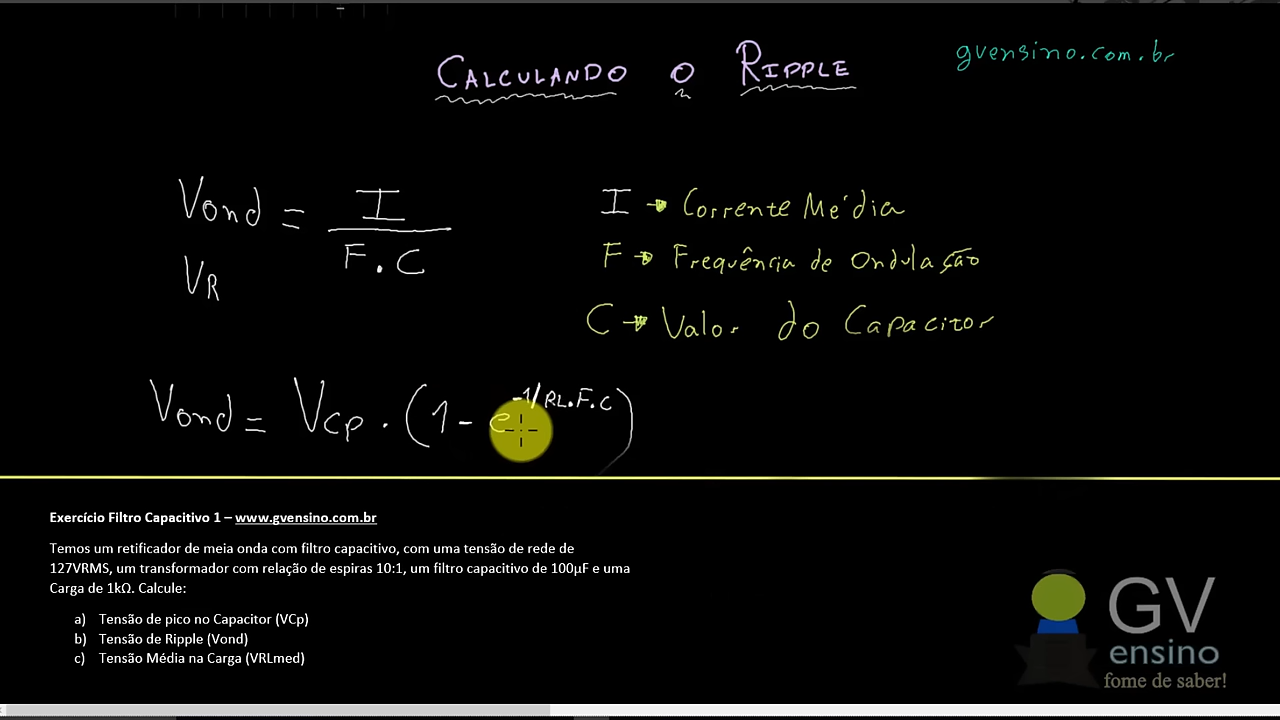 CALCULANDO O RIPPLE
gvensino.com.br
Vond = I / F.C
VR
I → Corrente Média
F → Frequência de Ondulação
C → Valor do Capacitor
Vond = Vcp . (1 - e^-1/RL.F.C)
Exercício Filtro Capacitivo 1 – www.gvensino.com.br
Temos um retificador de meia onda com filtro capacitivo, com uma tensão de rede de
127VRMS, um transformador com relação de espiras 10:1, um filtro capacitivo de 100µF e uma
Carga de 1kΩ. Calcule:
a) Tensão de pico no Capacitor (VCp)
b) Tensão de Ripple (Vond)
c) Tensão Média na Carga (VRLmed)
GV
ensino
fome de saber!